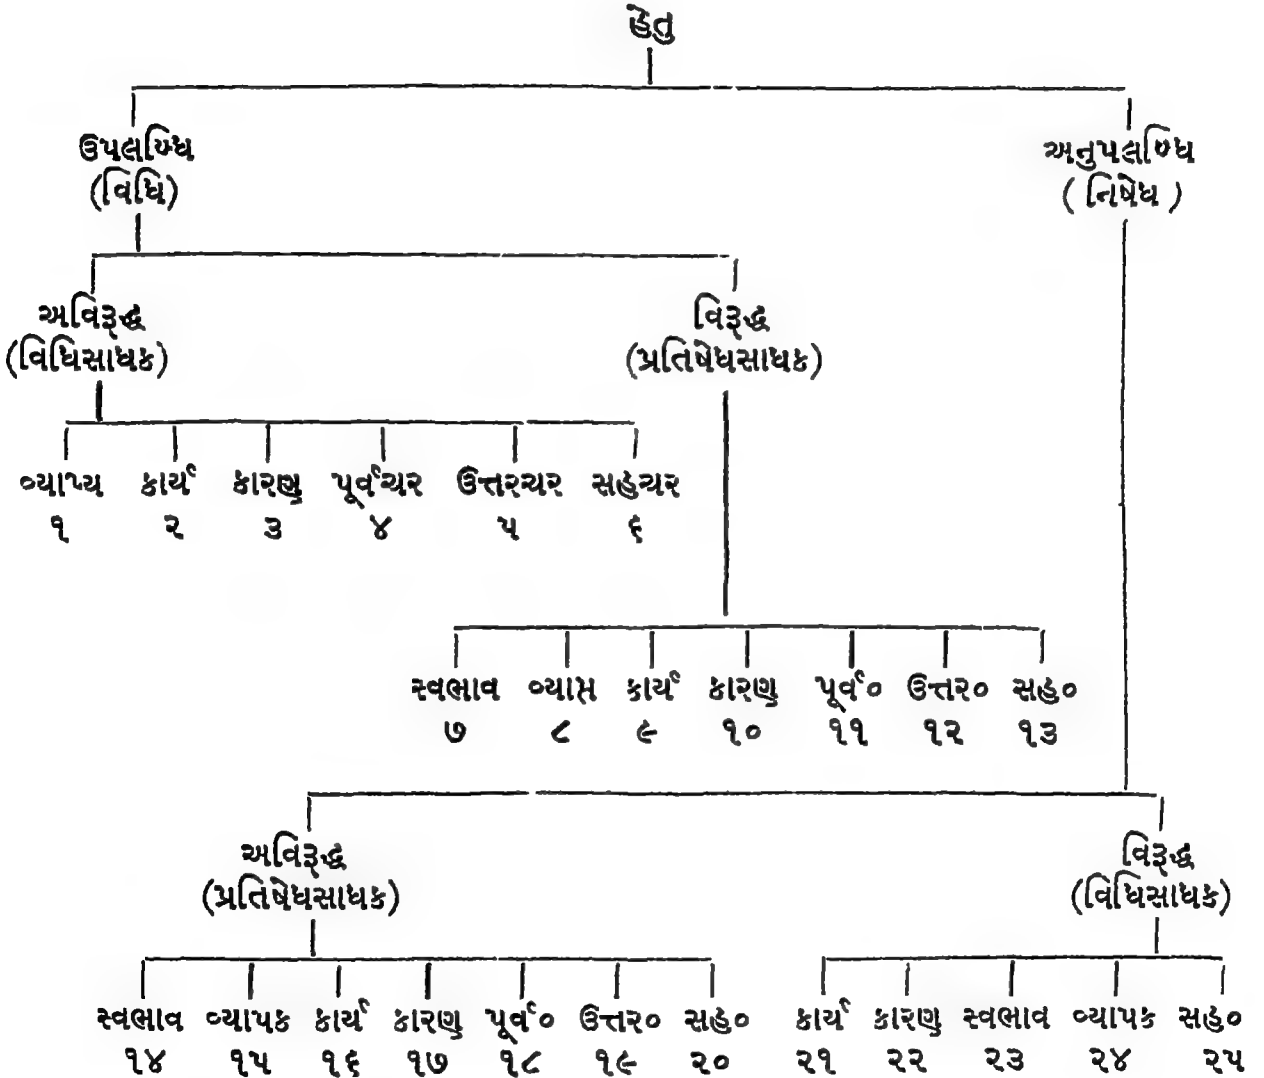 હેતુ
ઉપલબ્ધિ
(વિધિ)
અનુપલબ્ધિ
( નિષેધ )
અવિરૂદ્ધ
(વિધિસાધક)
વિરૂદ્ધ
(પ્રતિષેધસાધક)
વ્યાપ્ય કાર્ય કારણ પૂર્વચર ઉત્તરચર સહચર
૧ ૨ ૩ ૪ ૫ ૬
સ્વભાવ વ્યાપ્ત કાર્ય કારણ પૂર્વ૦ ઉત્તર૦ સહ૦
૭ ૮ ૯ ૧૦ ૧૧ ૧૨ ૧૩
અવિરૂદ્ધ
(પ્રતિષેધસાધક)
વિરૂદ્ધ
(વિધિસાધક)
સ્વભાવ વ્યાપક કાર્ય કારણ પૂર્વ૦ ઉત્તર૦ સહ૦ કાર્ય કારણ સ્વભાવ વ્યાપક સહ૦
૧૪ ૧૫ ૧૬ ૧૭ ૧૮ ૧૯ ૨૦ ૨૧ ૨૨ ૨૩ ૨૪ ૨૫